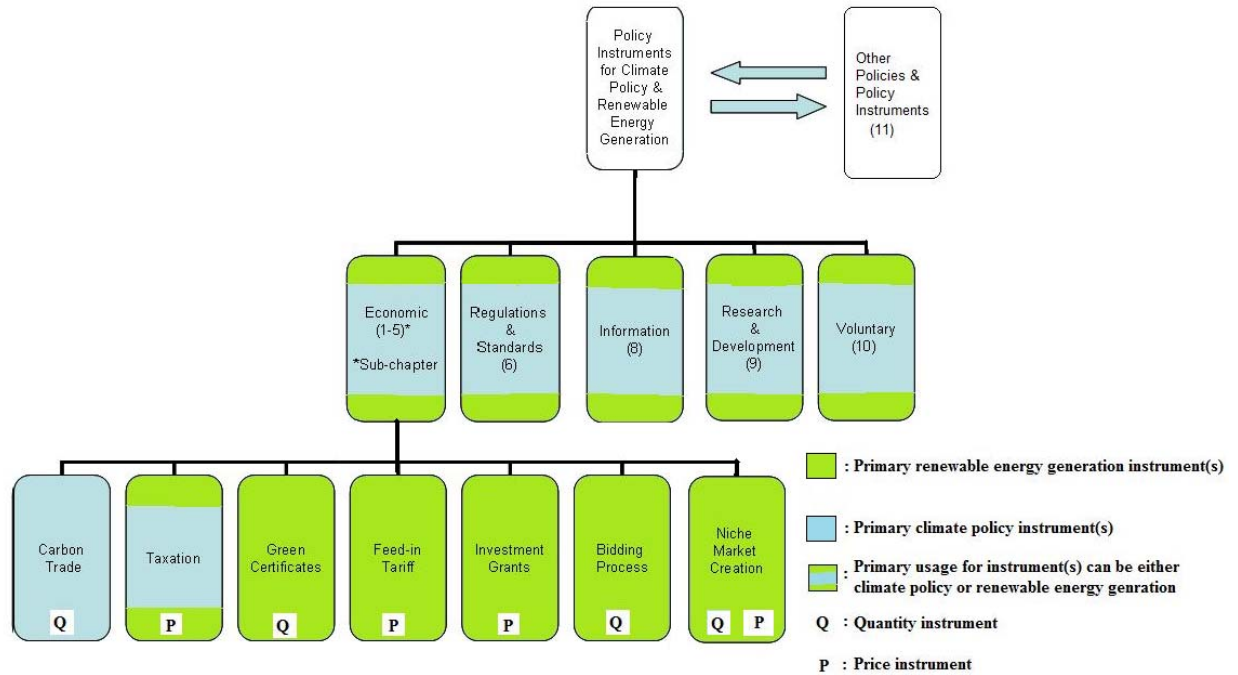 Policy
Instruments
for Climate
Policy &
Renewable
Energy
Generation
Other
Policies &
Policy
Instruments
(11)
Economic
(1-5)*
*Sub-chapter
Regulations
&
Standards
(6)
Information
(8)
Research
&
Development
(9)
Voluntary
(10)
Carbon
Trade
Q
Taxation
P
Green
Certificates
Q
Feed-in
Tariff
P
Investment
Grants
P
Bidding
Process
Q
Niche
Market
Creation
Q P
: Primary renewable energy generation instrument(s)
: Primary climate policy instrument(s)
: Primary usage for instrument(s) can be either
climate policy or renewable energy genration
Q : Quantity instrument
P : Price instrument